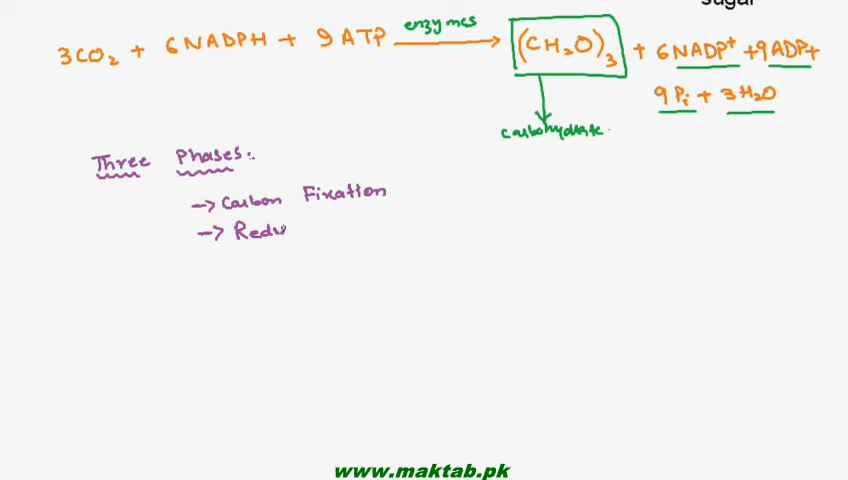 sugar
enzymes
3CO₂ + 6NADPH + 9ATP → (CH₂O)₃ + 6NADP⁺ + 9ADP +
9Pi + 3H₂O
carbohydrate.
Three Phases:
→ Carbon Fixation
→ Redu
www.maktab.pk